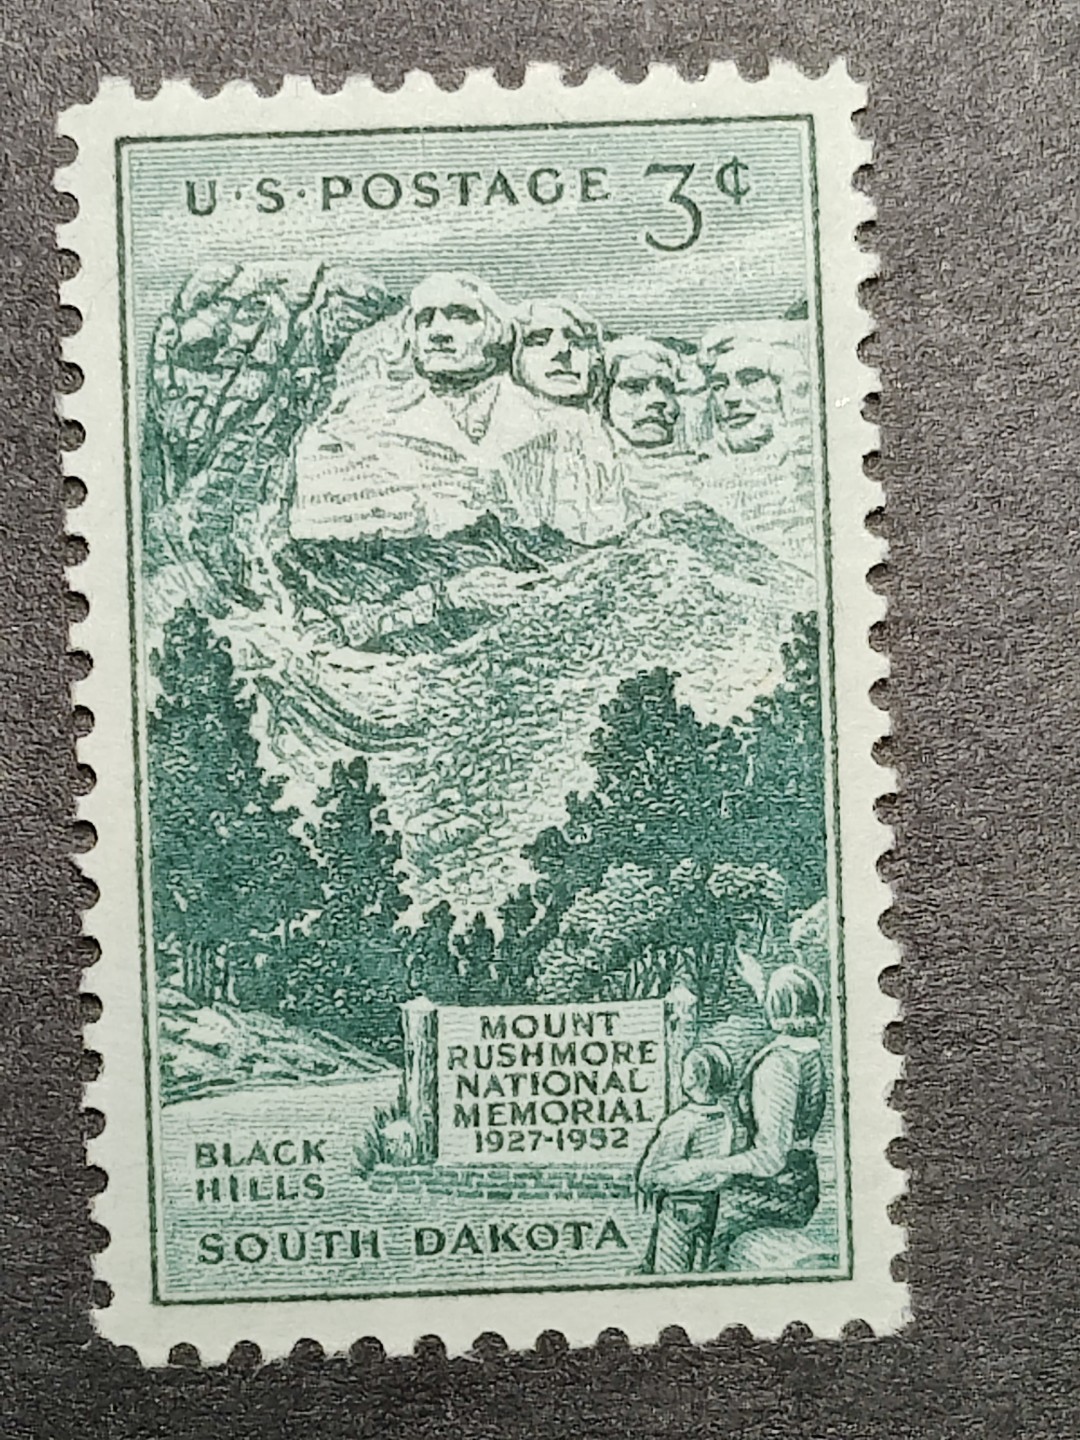 U·S·POSTAGE 3¢
MOUNT
RUSHMORE
NATIONAL
MEMORIAL
1927-1952
BLACK
HILLS
SOUTH DAKOTA